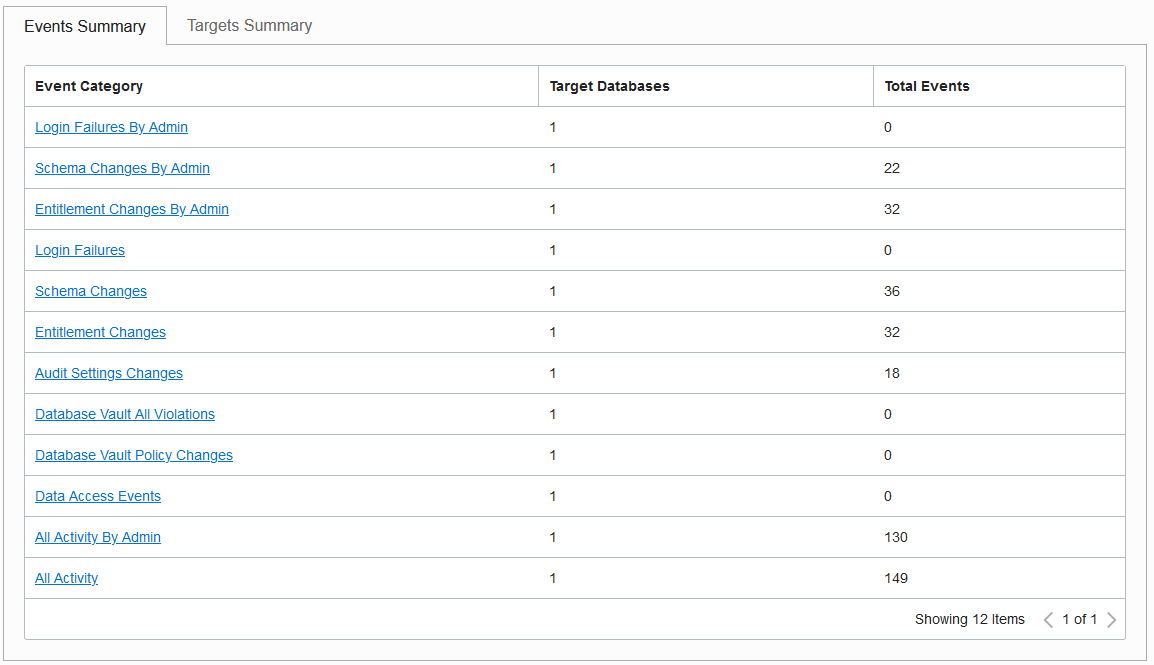 Events Summary Targets Summary
Event Category Target Databases Total Events
Login Failures By Admin 1 0
Schema Changes By Admin 1 22
Entitlement Changes By Admin 1 32
Login Failures 1 0
Schema Changes 1 36
Entitlement Changes 1 32
Audit Settings Changes 1 18
Database Vault All Violations 1 0
Database Vault Policy Changes 1 0
Data Access Events 1 0
All Activity By Admin 1 130
All Activity 1 149
Showing 12 Items 1 of 1